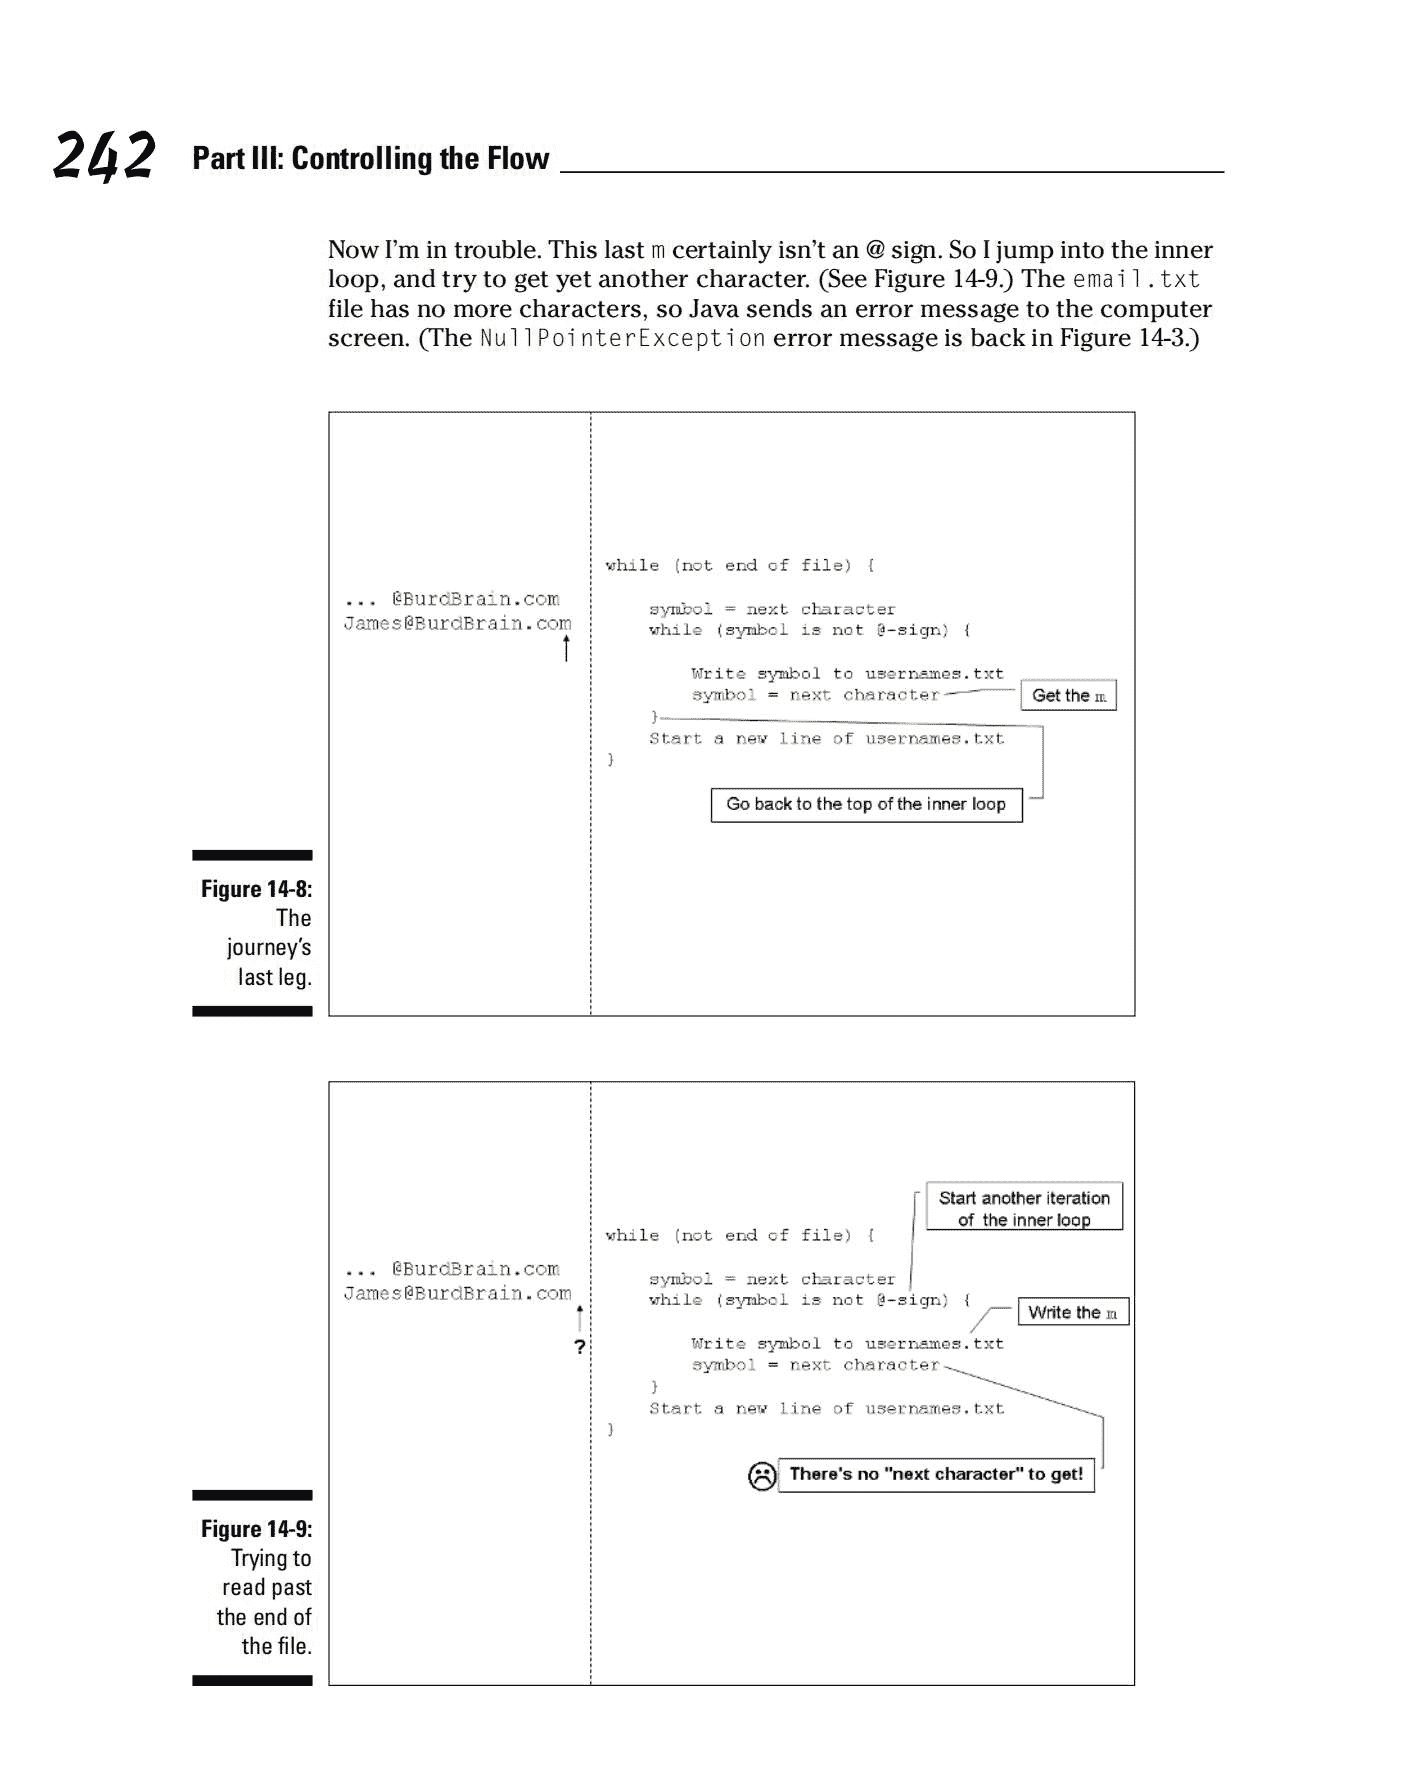 242 Part III: Controlling the Flow
Now I'm in trouble. This last m certainly isn't an @ sign. So I jump into the inner
loop, and try to get yet another character. (See Figure 14-9.) The email.txt
file has no more characters, so Java sends an error message to the computer
screen. (The NullPointerException error message is back in Figure 14-3.)
... @BurdBrain.com
James@BurdBrain.com
while (not end of file) {
symbol = next character
while (symbol is not @-sign) {
Write symbol to usernames.txt
symbol = next character
Get the m
}
Start a new line of usernames.txt
}
Go back to the top of the inner loop
Figure 14-8:
The
journey's
last leg.
Start another iteration
of the inner loop
... @BurdBrain.com
James@BurdBrain.com
?
while (not end of file) {
symbol = next character
while (symbol is not @-sign) {
Write the m
Write symbol to usernames.txt
symbol = next character
}
Start a new line of usernames.txt
}
There's no "next character" to get!
Figure 14-9:
Trying to
read past
the end of
the file.